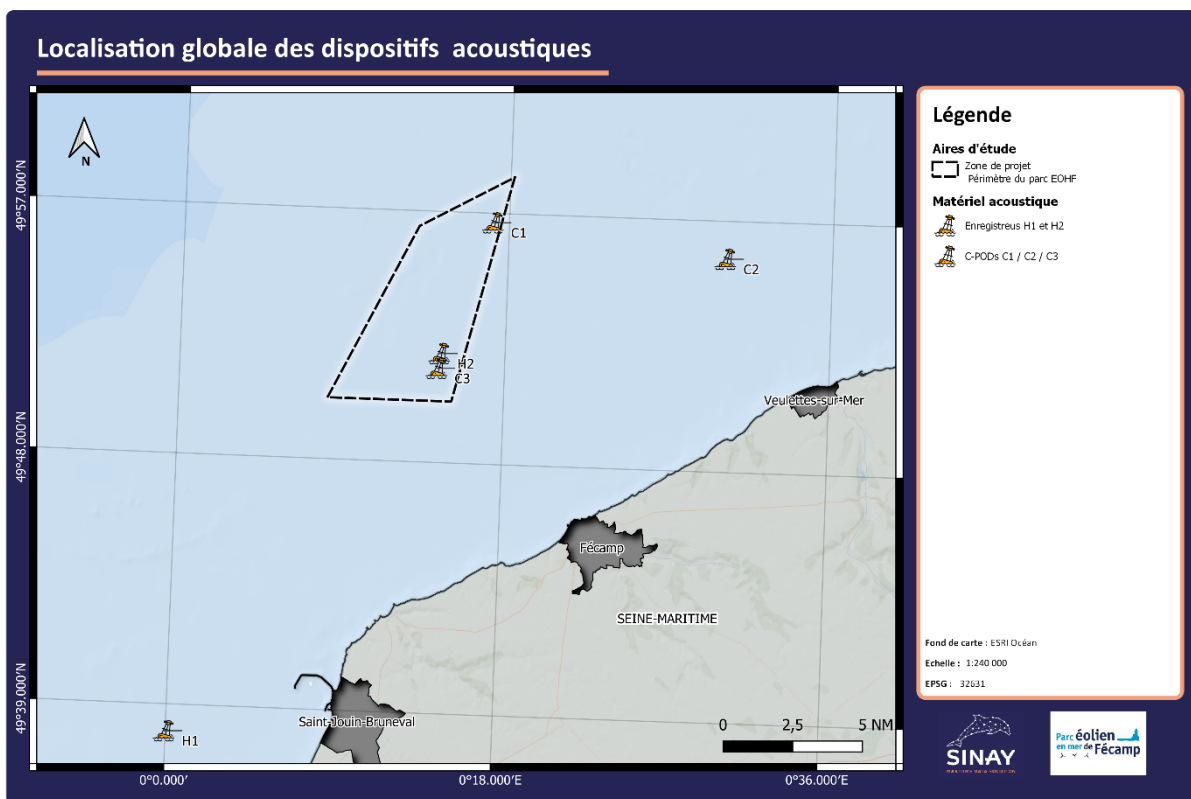 Localisation globale des dispositifs acoustiques
N
49°57.000'N
49°48.000'N
49°39.000'N
C1
C2
H2
C3
Veulettes-sur-Mer
Fécamp
SEINE-MARITIME
Saint-Jouin-Bruneval
H1
0 2,5 5 NM
0°0.000' 0°18.000'E 0°36.000'E
Légende
Aires d'étude
Zone de projet
Périmètre du parc EOHF
Matériel acoustique
Enregistreus H1 et H2
C-PODs C1 / C2 / C3
Fond de carte : ESRI Océan
Echelle : 1:240 000
EPSG : 32631
SINAY
Parc éolien
en mer de Fécamp